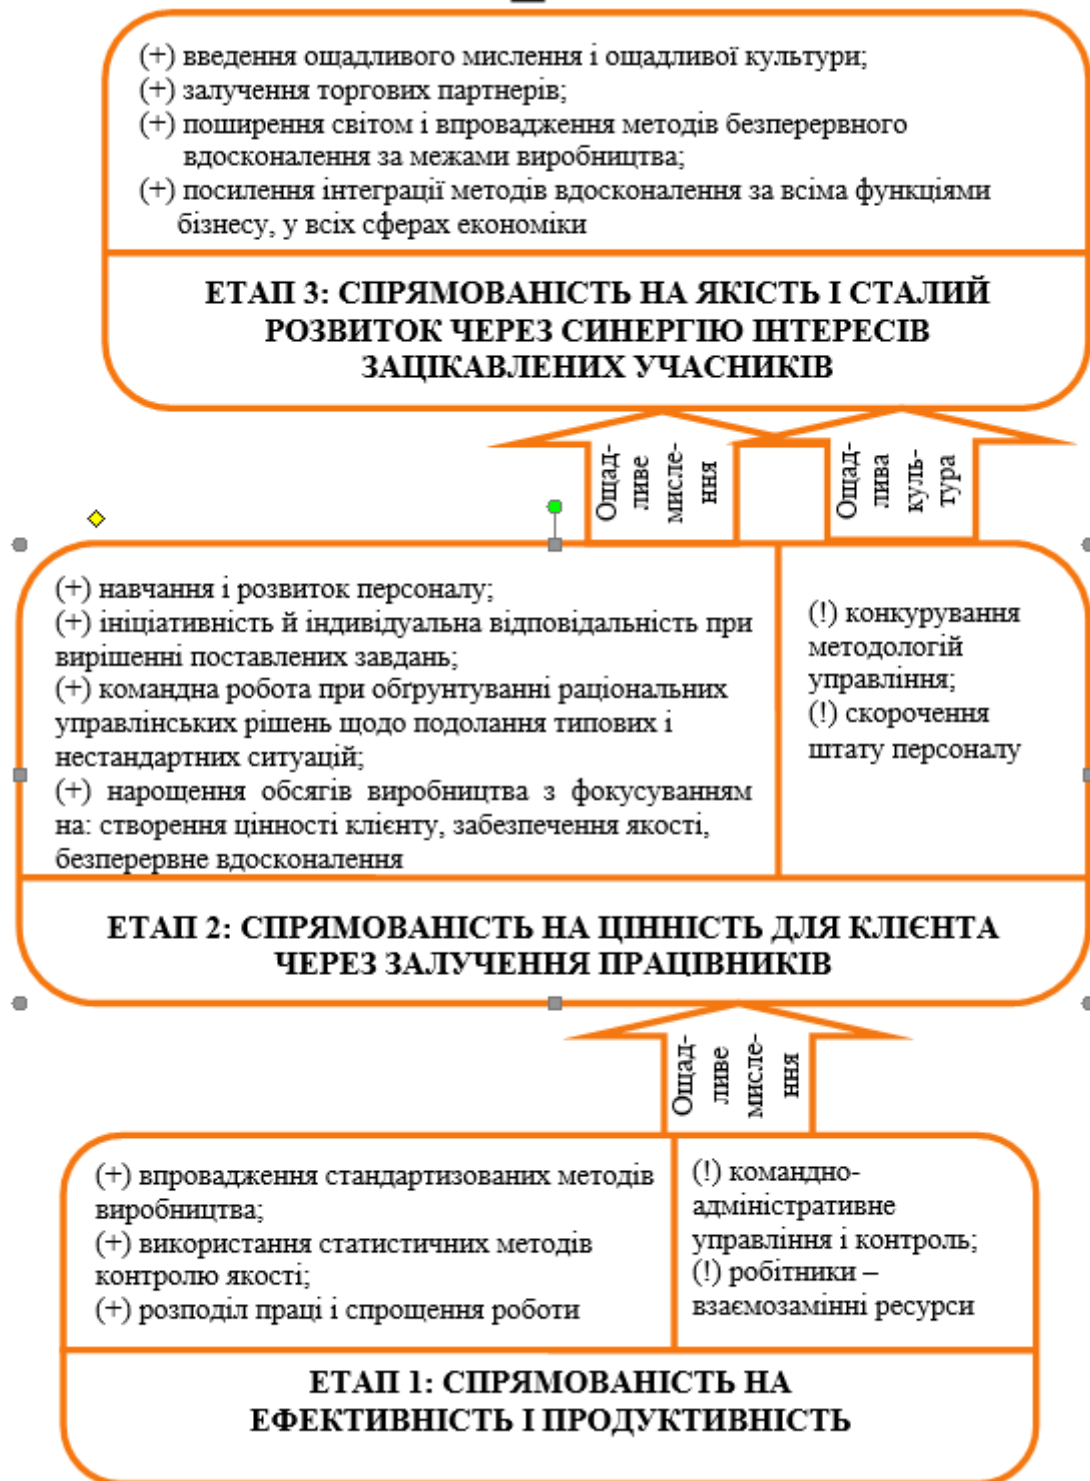 (+) введення ощадливого мислення і ощадливої культури;
(+) залучення торгових партнерів;
(+) поширення світом і впровадження методів безперервного
вдосконалення за межами виробництва;
(+) посилення інтеграції методів вдосконалення за всіма функціями
бізнесу, у всіх сферах економіки
ЕТАП 3: СПРЯМОВАНІСТЬ НА ЯКІСТЬ І СТАЛИЙ
РОЗВИТОК ЧЕРЕЗ СИНЕРГІЮ ІНТЕРЕСІВ
ЗАЦІКАВЛЕНИХ УЧАСНИКІВ
Ощад-
ливе
мисле-
ння
Ощад-
лива
куль-
тура
(+) навчання і розвиток персоналу;
(+) ініціативність й індивідуальна відповідальність при
вирішенні поставлених завдань;
(+) командна робота при обґрунтуванні раціональних
управлінських рішень щодо подолання типових і
нестандартних ситуацій;
(+) нарощення обсягів виробництва з фокусуванням
на: створення цінності клієнту, забезпечення якості,
безперервне вдосконалення
(!) конкурування
методологій
управління;
(!) скорочення
штату персоналу
ЕТАП 2: СПРЯМОВАНІСТЬ НА ЦІННІСТЬ ДЛЯ КЛІЄНТА
ЧЕРЕЗ ЗАЛУЧЕННЯ ПРАЦІВНИКІВ
Ощад-
ливе
мисле-
ння
(+) впровадження стандартизованих методів
виробництва;
(+) використання статистичних методів
контролю якості;
(+) розподіл праці і спрощення роботи
(!) командно-
адміністративне
управління і контроль;
(!) робітники –
взаємозамінні ресурси
ЕТАП 1: СПРЯМОВАНІСТЬ НА
ЕФЕКТИВНІСТЬ І ПРОДУКТИВНІСТЬ